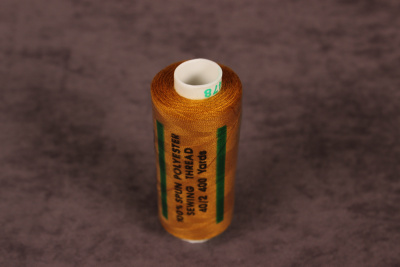 100% SPUN POLYESTER
SEWING THREAD
40/2 400 Yards